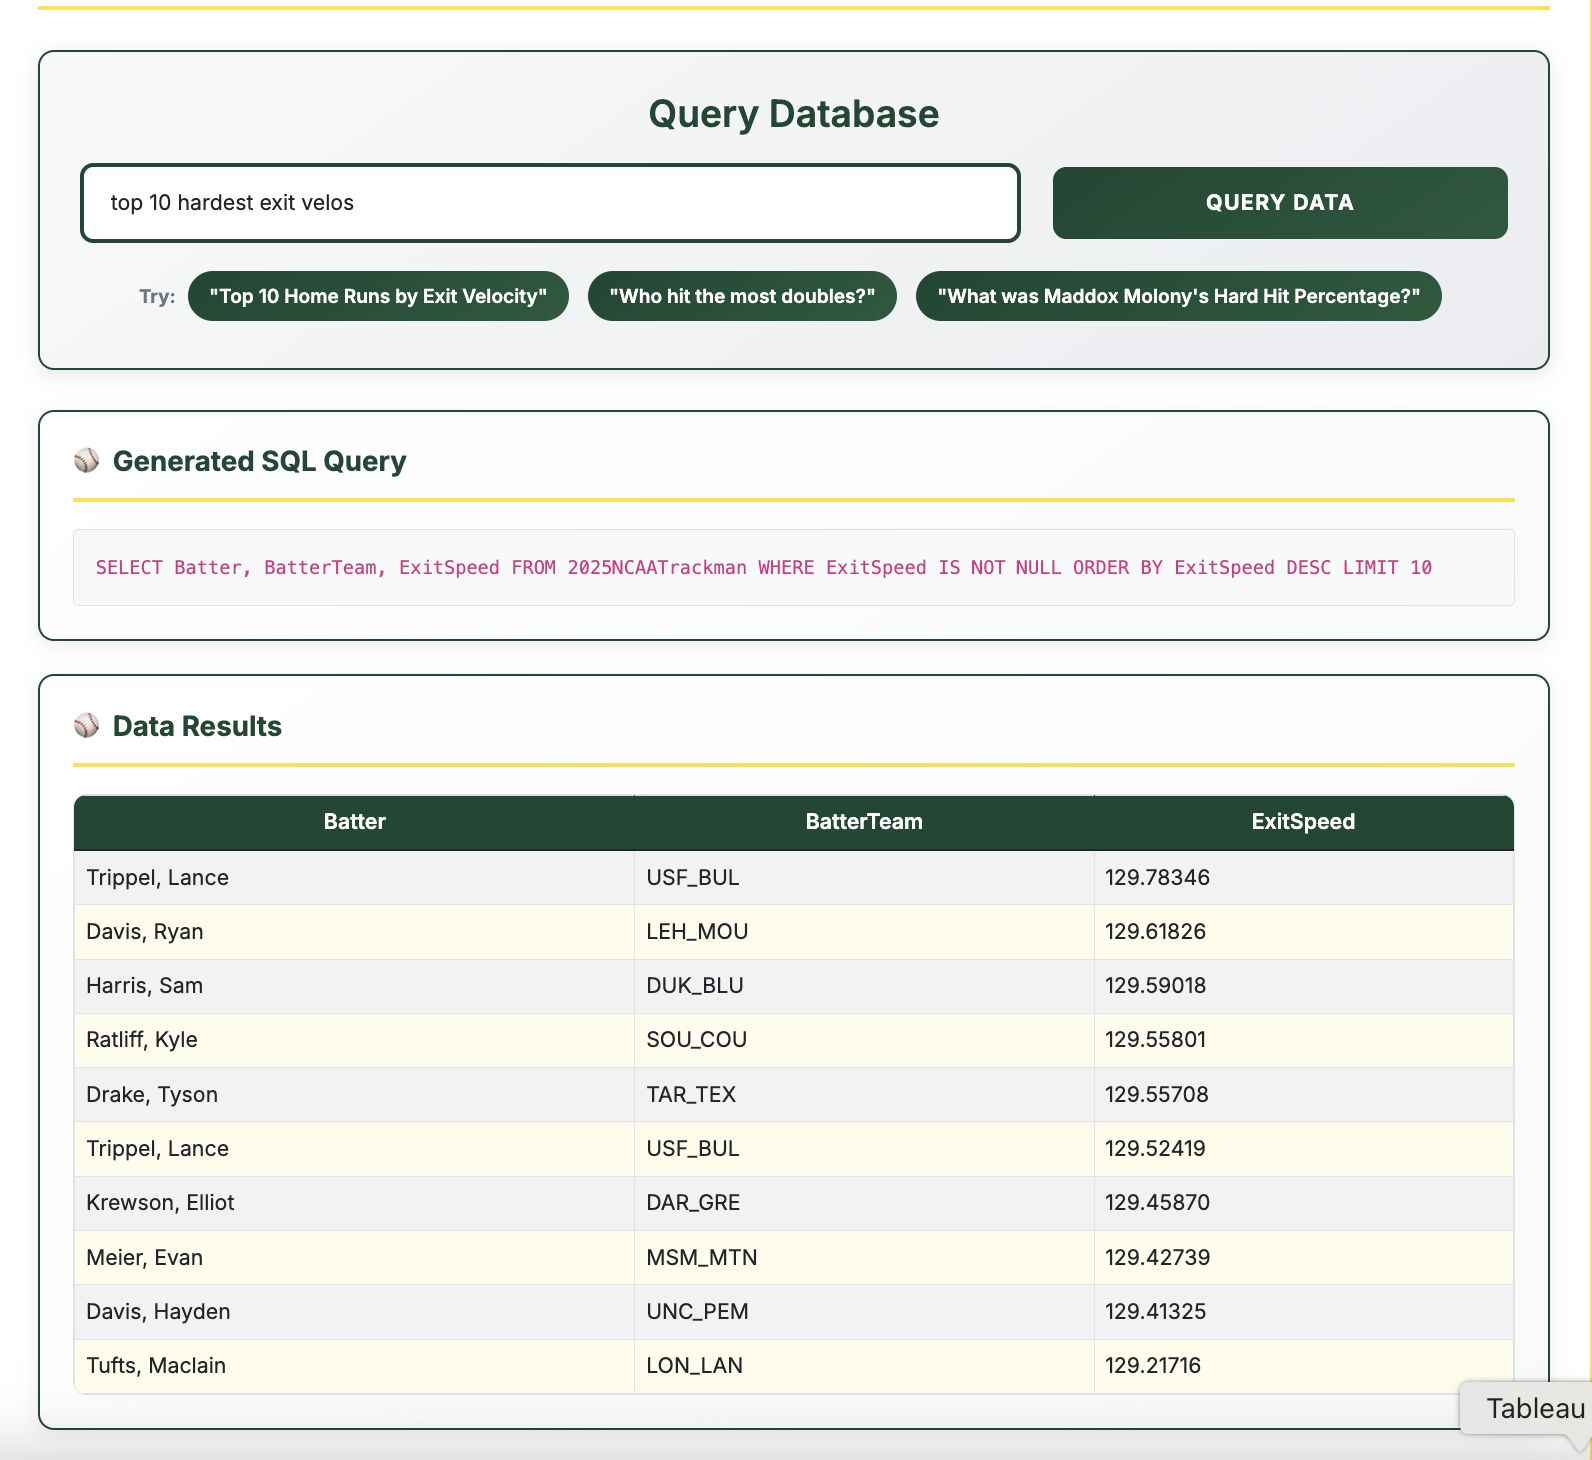 Query Database
top 10 hardest exit velos
QUERY DATA
Try: "Top 10 Home Runs by Exit Velocity" "Who hit the most doubles?" "What was Maddox Molony's Hard Hit Percentage?"
Generated SQL Query
SELECT Batter, BatterTeam, ExitSpeed FROM 2025NCAATrackman WHERE ExitSpeed IS NOT NULL ORDER BY ExitSpeed DESC LIMIT 10
Data Results
Batter BatterTeam ExitSpeed
Trippel, Lance USF_BUL 129.78346
Davis, Ryan LEH_MOU 129.61826
Harris, Sam DUK_BLU 129.59018
Ratliff, Kyle SOU_COU 129.55801
Drake, Tyson TAR_TEX 129.55708
Trippel, Lance USF_BUL 129.52419
Krewson, Elliot DAR_GRE 129.45870
Meier, Evan MSM_MTN 129.42739
Davis, Hayden UNC_PEM 129.41325
Tufts, Maclain LON_LAN 129.21716
Tableau